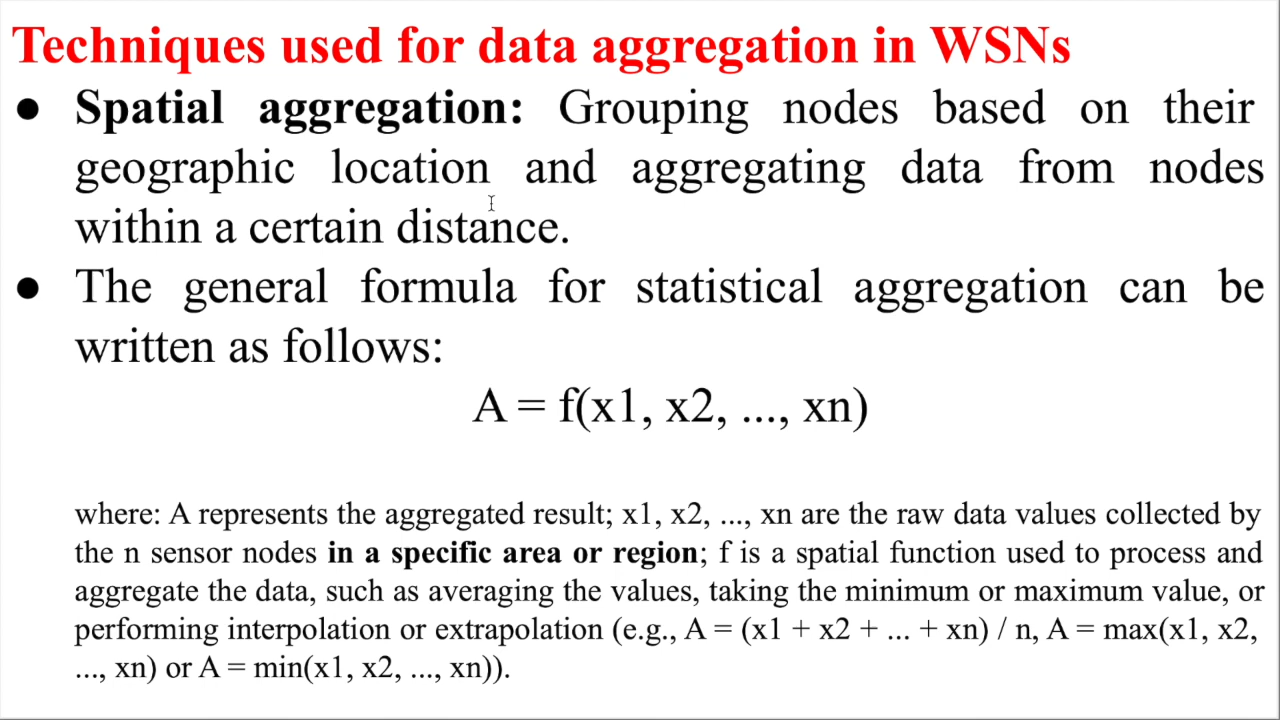 Techniques used for data aggregation in WSNs
● Spatial aggregation: Grouping nodes based on their
geographic location and aggregating data from nodes
within a certain distance.
● The general formula for statistical aggregation can be
written as follows:
A = f(x1, x2, ..., xn)
where: A represents the aggregated result; x1, x2, ..., xn are the raw data values collected by
the n sensor nodes in a specific area or region; f is a spatial function used to process and
aggregate the data, such as averaging the values, taking the minimum or maximum value, or
performing interpolation or extrapolation (e.g., A = (x1 + x2 + ... + xn) / n, A = max(x1, x2,
..., xn) or A = min(x1, x2, ..., xn)).